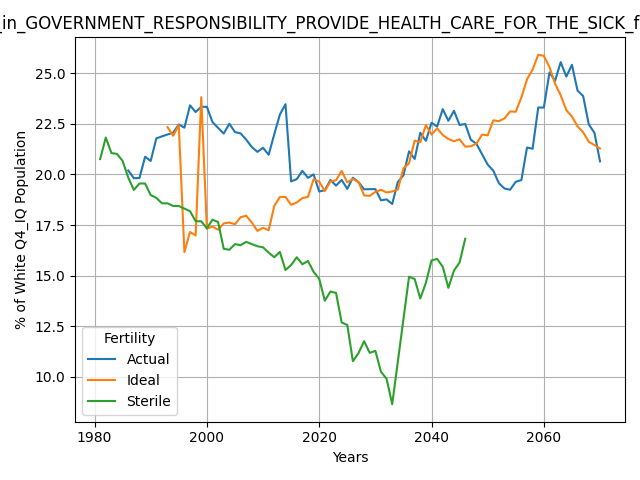 _in_GOVERNMENT_RESPONSIBILITY_PROVIDE_HEALTH_CARE_FOR_THE_SICK_f
25.0
22.5
20.0
17.5
15.0
12.5
10.0
% of White Q4_IQ Population
Fertility
Actual
Ideal
Sterile
1980 2000 2020 2040 2060
Years